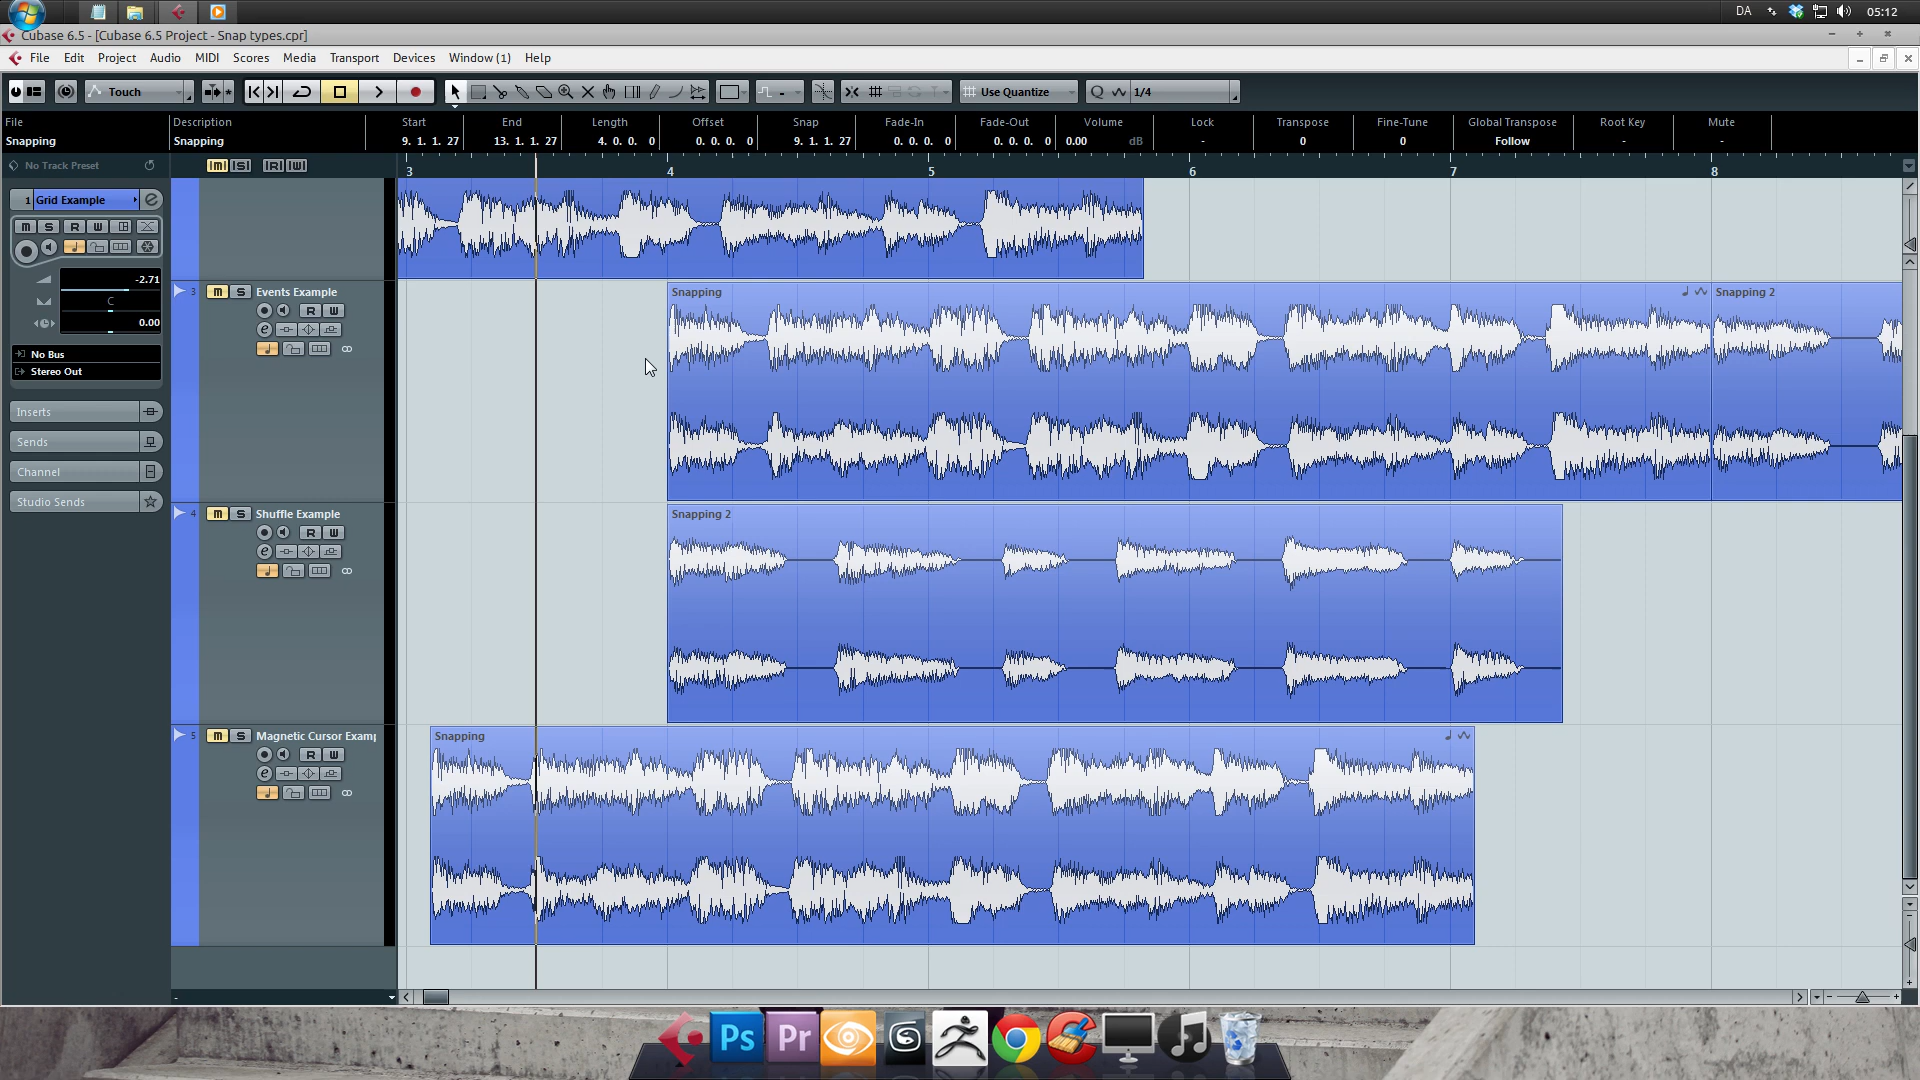 DA 05:12
Cubase 6.5 - [Cubase 6.5 Project - Snap types.cpr]
File Edit Project Audio MIDI Scores Media Transport Devices Window (1) Help
Touch Use Quantize Q 1/4
File Description Start End Length Offset Snap Fade-In Fade-Out Volume Lock Transpose Fine-Tune Global Transpose Root Key Mute
Snapping Snapping 9. 1. 1. 27 13. 1. 1. 27 4. 0. 0. 0 0. 0. 0. 0 9. 1. 1. 27 0. 0. 0. 0 0. 0. 0. 0 0.00 dB - 0 0 Follow - -
No Track Preset [M] [S] [R] [W]
3 4 5 6 7 8
1 Grid Example
M S R W
-2.71
C
0.00
No Bus
Stereo Out
Inserts
Sends
Channel
Studio Sends
3 M S Events Example
R W
e
Snapping Snapping 2
4 M S Shuffle Example
R W
e
Snapping 2
5 M S Magnetic Cursor Examp
R W
e
Snapping
Ps Pr